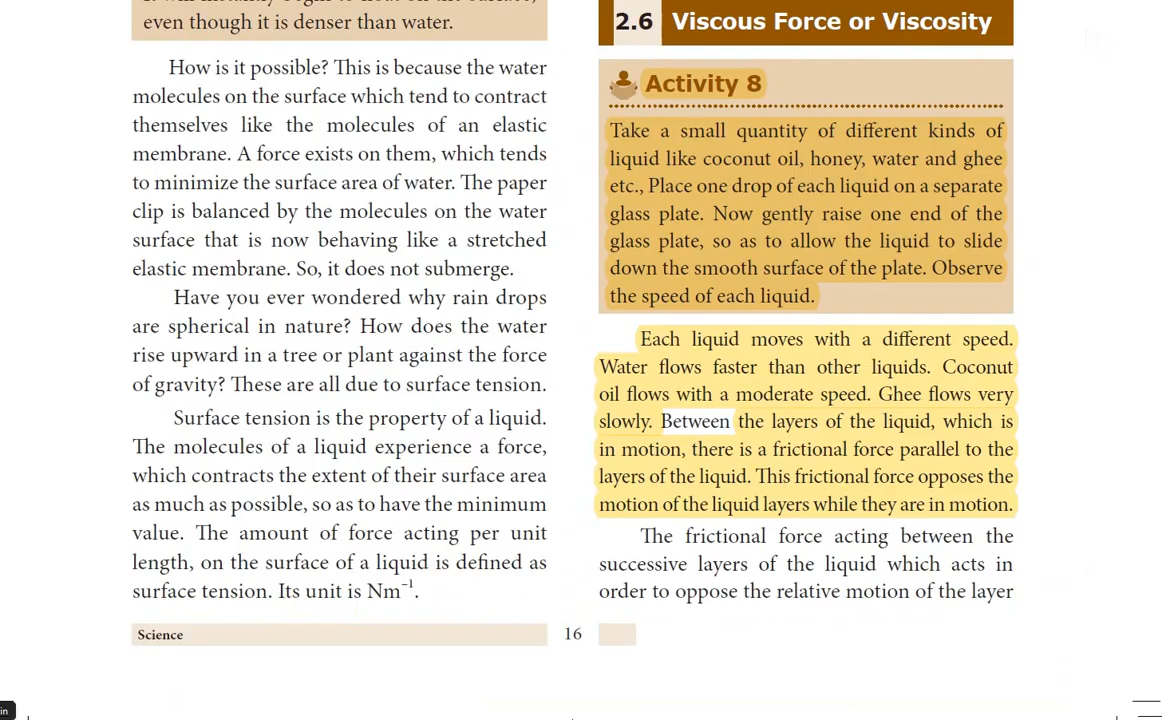 it will instantly begin to float on the surface,
even though it is denser than water.
How is it possible? This is because the water
molecules on the surface which tend to contract
themselves like the molecules of an elastic
membrane. A force exists on them, which tends
to minimize the surface area of water. The paper
clip is balanced by the molecules on the water
surface that is now behaving like a stretched
elastic membrane. So, it does not submerge.
Have you ever wondered why rain drops
are spherical in nature? How does the water
rise upward in a tree or plant against the force
of gravity? These are all due to surface tension.
Surface tension is the property of a liquid.
The molecules of a liquid experience a force,
which contracts the extent of their surface area
as much as possible, so as to have the minimum
value. The amount of force acting per unit
length, on the surface of a liquid is defined as
surface tension. Its unit is Nm⁻¹.
2.6 Viscous Force or Viscosity
Activity 8
Take a small quantity of different kinds of
liquid like coconut oil, honey, water and ghee
etc., Place one drop of each liquid on a separate
glass plate. Now gently raise one end of the
glass plate, so as to allow the liquid to slide
down the smooth surface of the plate. Observe
the speed of each liquid.
Each liquid moves with a different speed.
Water flows faster than other liquids. Coconut
oil flows with a moderate speed. Ghee flows very
slowly. Between the layers of the liquid, which is
in motion, there is a frictional force parallel to the
layers of the liquid. This frictional force opposes the
motion of the liquid layers while they are in motion.
The frictional force acting between the
successive layers of the liquid which acts in
order to oppose the relative motion of the layer
Science
16
in